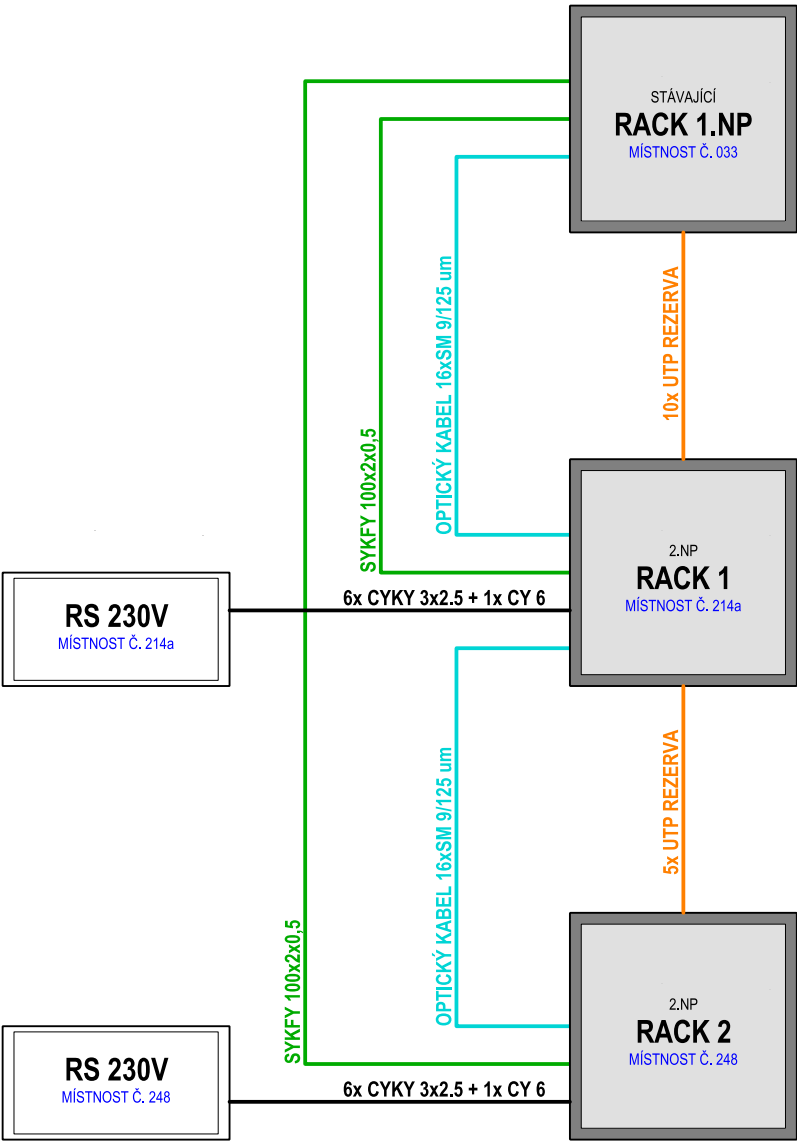 STÁVAJÍCÍ
RACK 1.NP
MÍSTNOST Č. 033
OPTICKÝ KABEL 16xSM 9/125 um
10x UTP REZERVA
SYKFY 100x2x0,5
2.NP
RACK 1
MÍSTNOST Č. 214a
6x CYKY 3x2.5 + 1x CY 6
RS 230V
MÍSTNOST Č. 214a
OPTICKÝ KABEL 16xSM 9/125 um
5x UTP REZERVA
SYKFY 100x2x0,5
2.NP
RACK 2
MÍSTNOST Č. 248
RS 230V
MÍSTNOST Č. 248
6x CYKY 3x2.5 + 1x CY 6